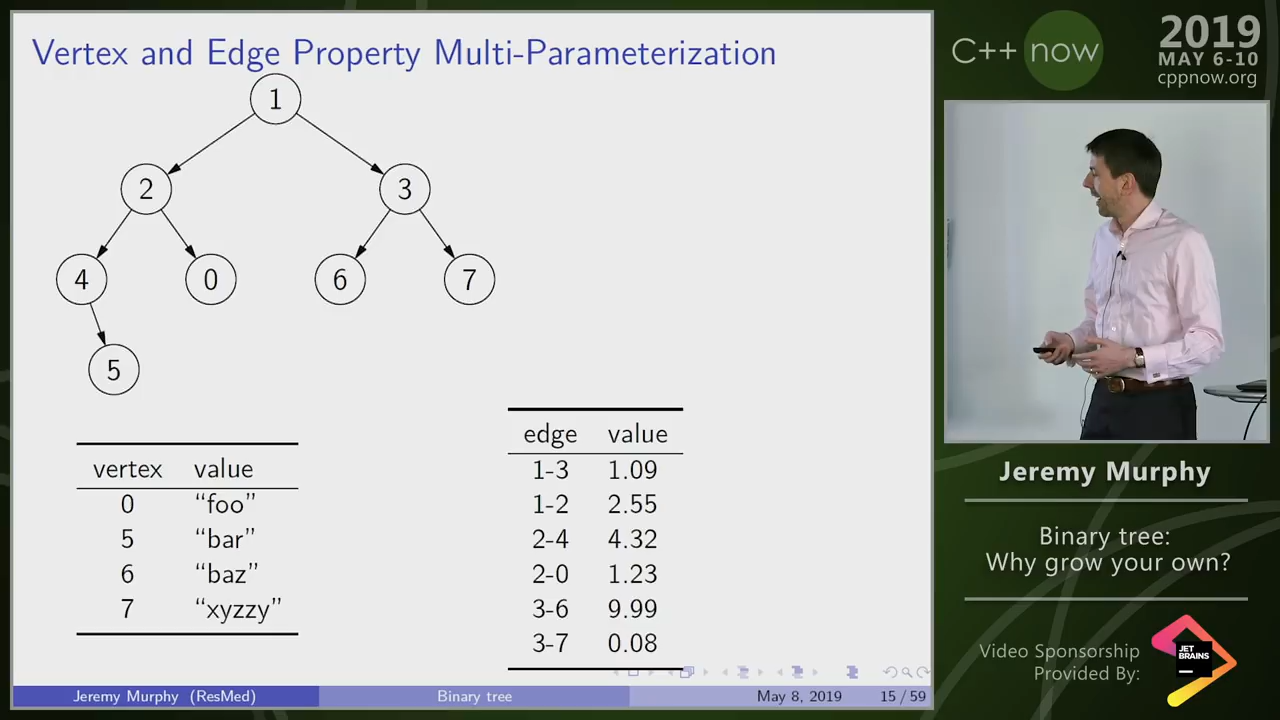 Vertex and Edge Property Multi-Parameterization
1
2
3
4
0
6
7
5
vertex value
0 “foo”
5 “bar”
6 “baz”
7 “xyzzy”
edge value
1-3 1.09
1-2 2.55
2-4 4.32
2-0 1.23
3-6 9.99
3-7 0.08
Jeremy Murphy (ResMed) Binary tree May 8, 2019 15 / 59
C++ now
2019
MAY 6-10
cppnow.org
Jeremy Murphy
Binary tree:
Why grow your own?
Video Sponsorship
Provided By:
JET
BRAINS